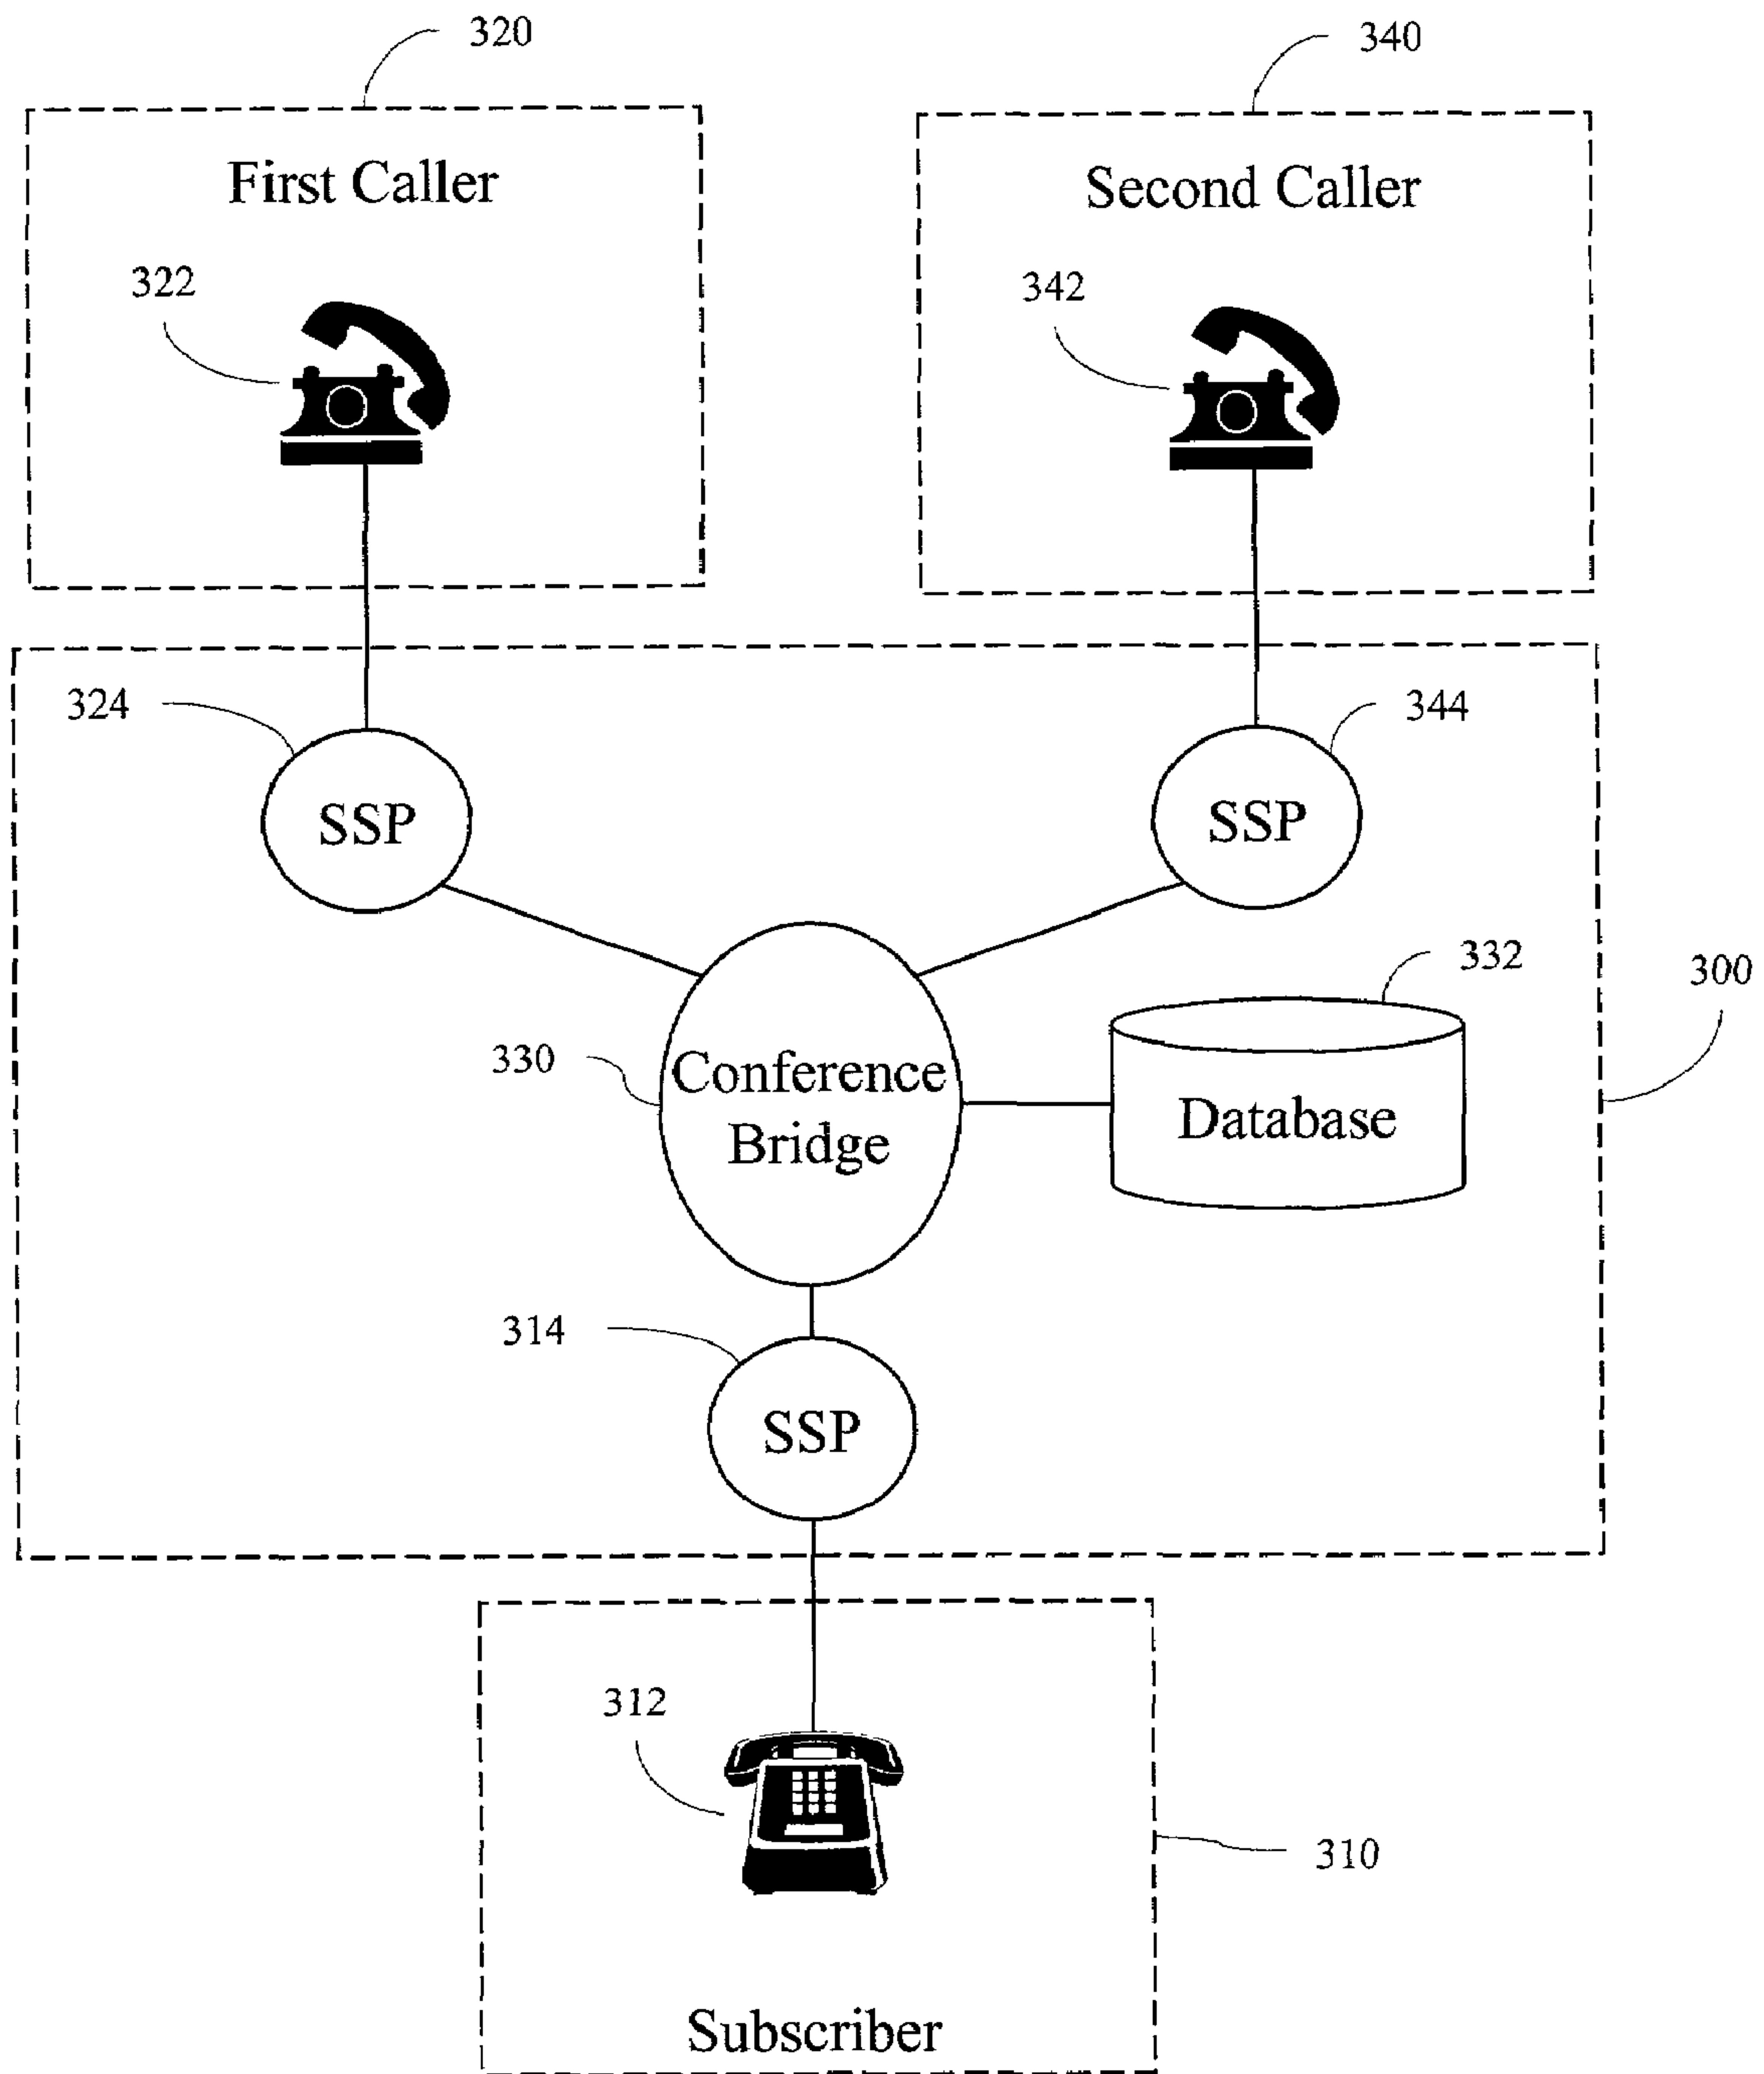 320
340
First Caller
Second Caller
322
342
324
344
SSP
SSP
332
300
330
Conference
Bridge
Database
314
SSP
312
310
Subscriber